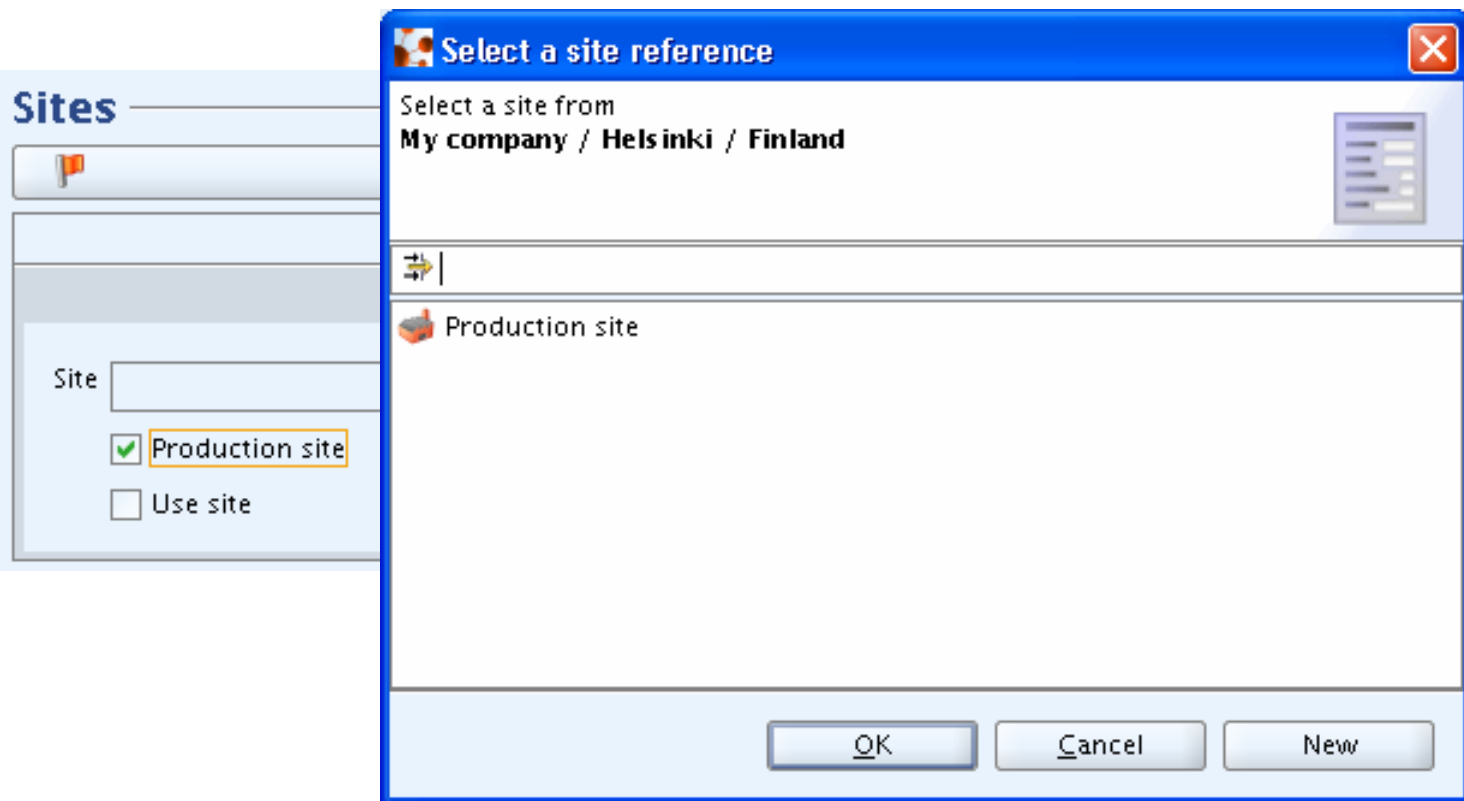 Sites
Site
Production site
Use site
Select a site reference
Select a site from
My company / Helsinki / Finland
Production site
OK
Cancel
New